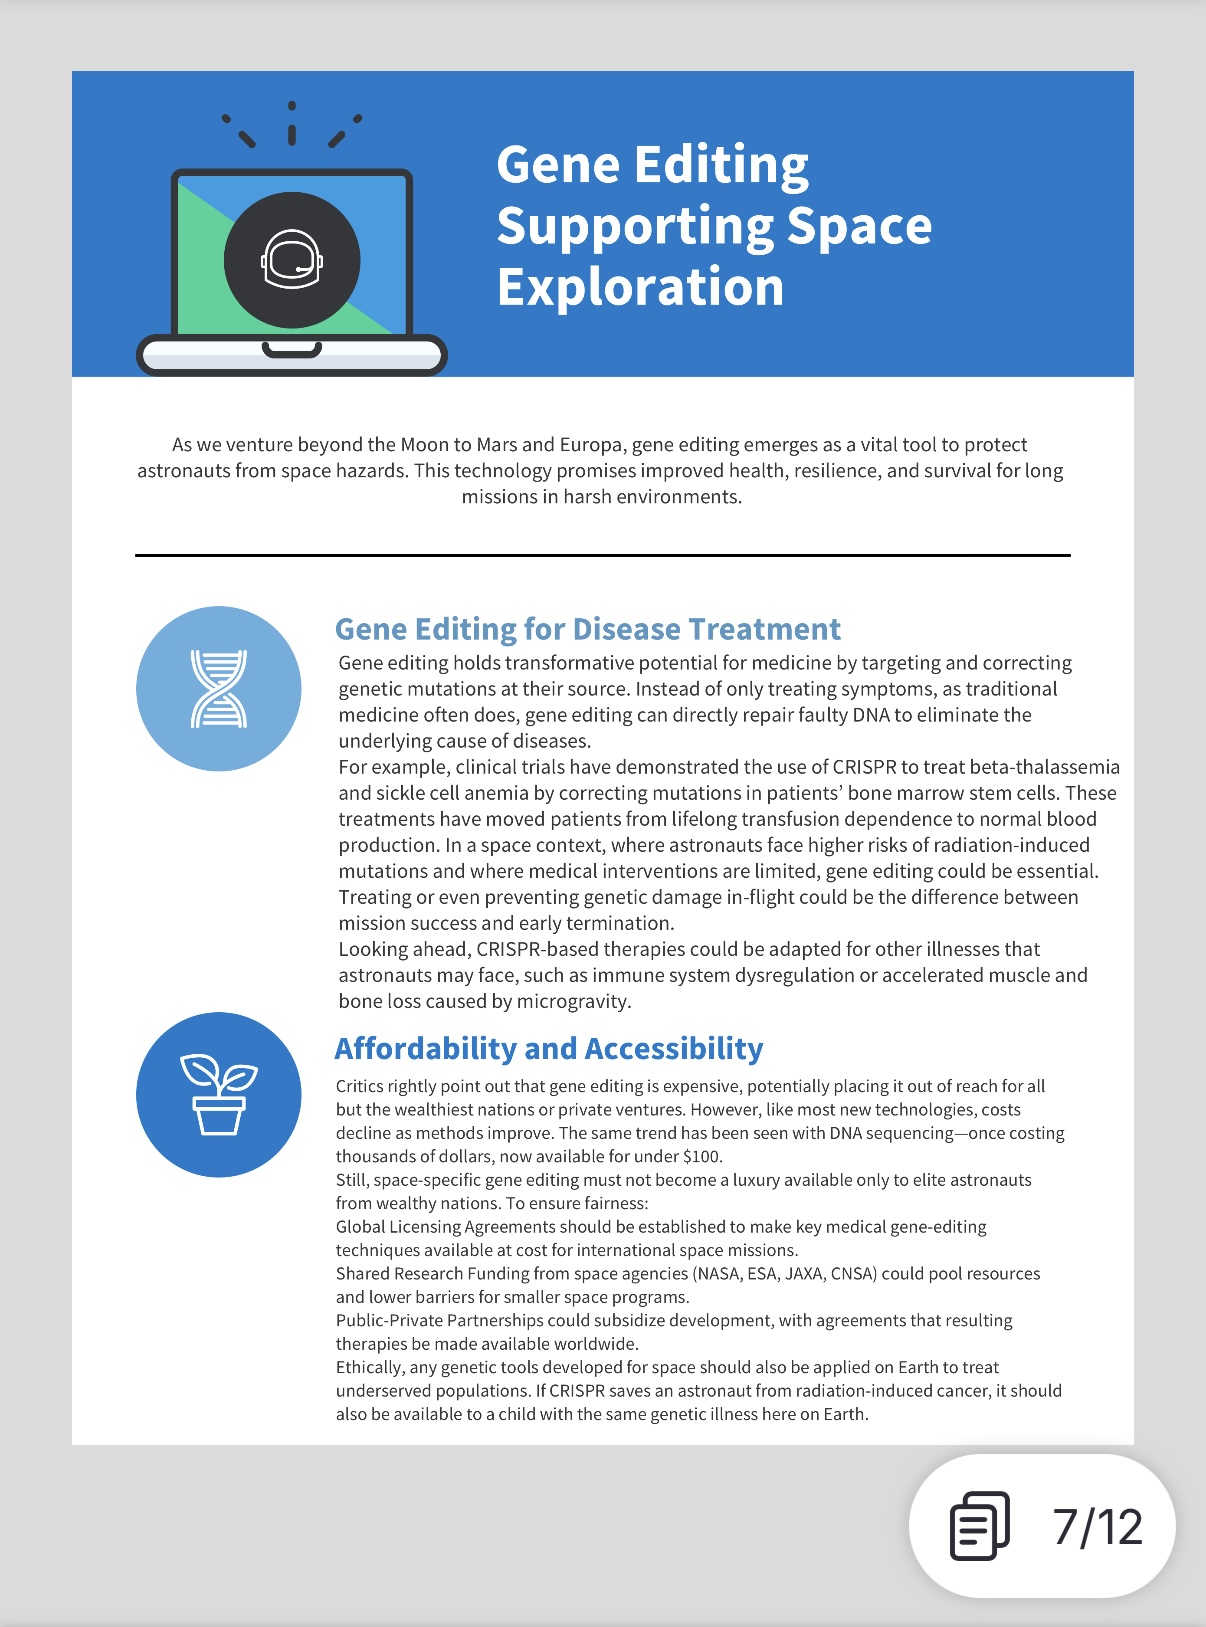 Gene Editing
Supporting Space
Exploration
As we venture beyond the Moon to Mars and Europa, gene editing emerges as a vital tool to protect
astronauts from space hazards. This technology promises improved health, resilience, and survival for long
missions in harsh environments.
Gene Editing for Disease Treatment
Gene editing holds transformative potential for medicine by targeting and correcting
genetic mutations at their source. Instead of only treating symptoms, as traditional
medicine often does, gene editing can directly repair faulty DNA to eliminate the
underlying cause of diseases.
For example, clinical trials have demonstrated the use of CRISPR to treat beta-thalassemia
and sickle cell anemia by correcting mutations in patients’ bone marrow stem cells. These
treatments have moved patients from lifelong transfusion dependence to normal blood
production. In a space context, where astronauts face higher risks of radiation-induced
mutations and where medical interventions are limited, gene editing could be essential.
Treating or even preventing genetic damage in-flight could be the difference between
mission success and early termination.
Looking ahead, CRISPR-based therapies could be adapted for other illnesses that
astronauts may face, such as immune system dysregulation or accelerated muscle and
bone loss caused by microgravity.
Affordability and Accessibility
Critics rightly point out that gene editing is expensive, potentially placing it out of reach for all
but the wealthiest nations or private ventures. However, like most new technologies, costs
decline as methods improve. The same trend has been seen with DNA sequencing—once costing
thousands of dollars, now available for under $100.
Still, space-specific gene editing must not become a luxury available only to elite astronauts
from wealthy nations. To ensure fairness:
Global Licensing Agreements should be established to make key medical gene-editing
techniques available at cost for international space missions.
Shared Research Funding from space agencies (NASA, ESA, JAXA, CNSA) could pool resources
and lower barriers for smaller space programs.
Public-Private Partnerships could subsidize development, with agreements that resulting
therapies be made available worldwide.
Ethically, any genetic tools developed for space should also be applied on Earth to treat
underserved populations. If CRISPR saves an astronaut from radiation-induced cancer, it should
also be available to a child with the same genetic illness here on Earth.
7/12